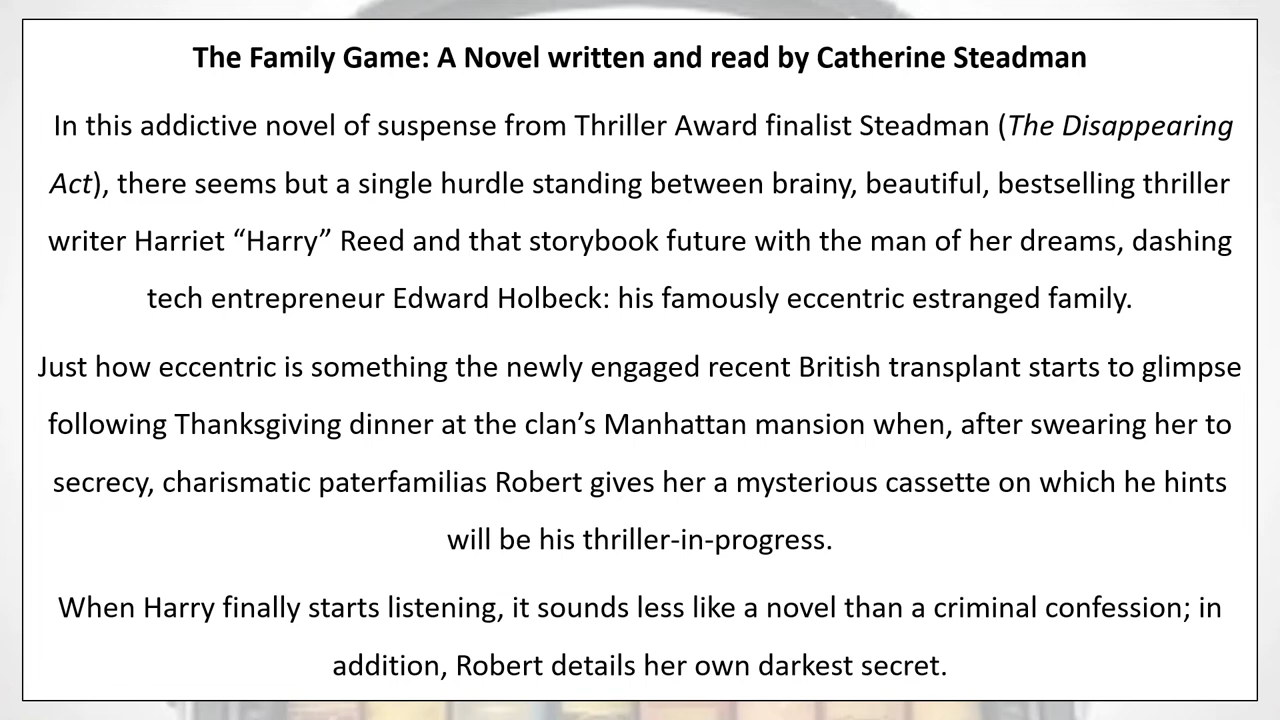 The Family Game: A Novel written and read by Catherine Steadman
In this addictive novel of suspense from Thriller Award finalist Steadman (The Disappearing
Act), there seems but a single hurdle standing between brainy, beautiful, bestselling thriller
writer Harriet “Harry” Reed and that storybook future with the man of her dreams, dashing
tech entrepreneur Edward Holbeck: his famously eccentric estranged family.
Just how eccentric is something the newly engaged recent British transplant starts to glimpse
following Thanksgiving dinner at the clan’s Manhattan mansion when, after swearing her to
secrecy, charismatic paterfamilias Robert gives her a mysterious cassette on which he hints
will be his thriller-in-progress.
When Harry finally starts listening, it sounds less like a novel than a criminal confession; in
addition, Robert details her own darkest secret.